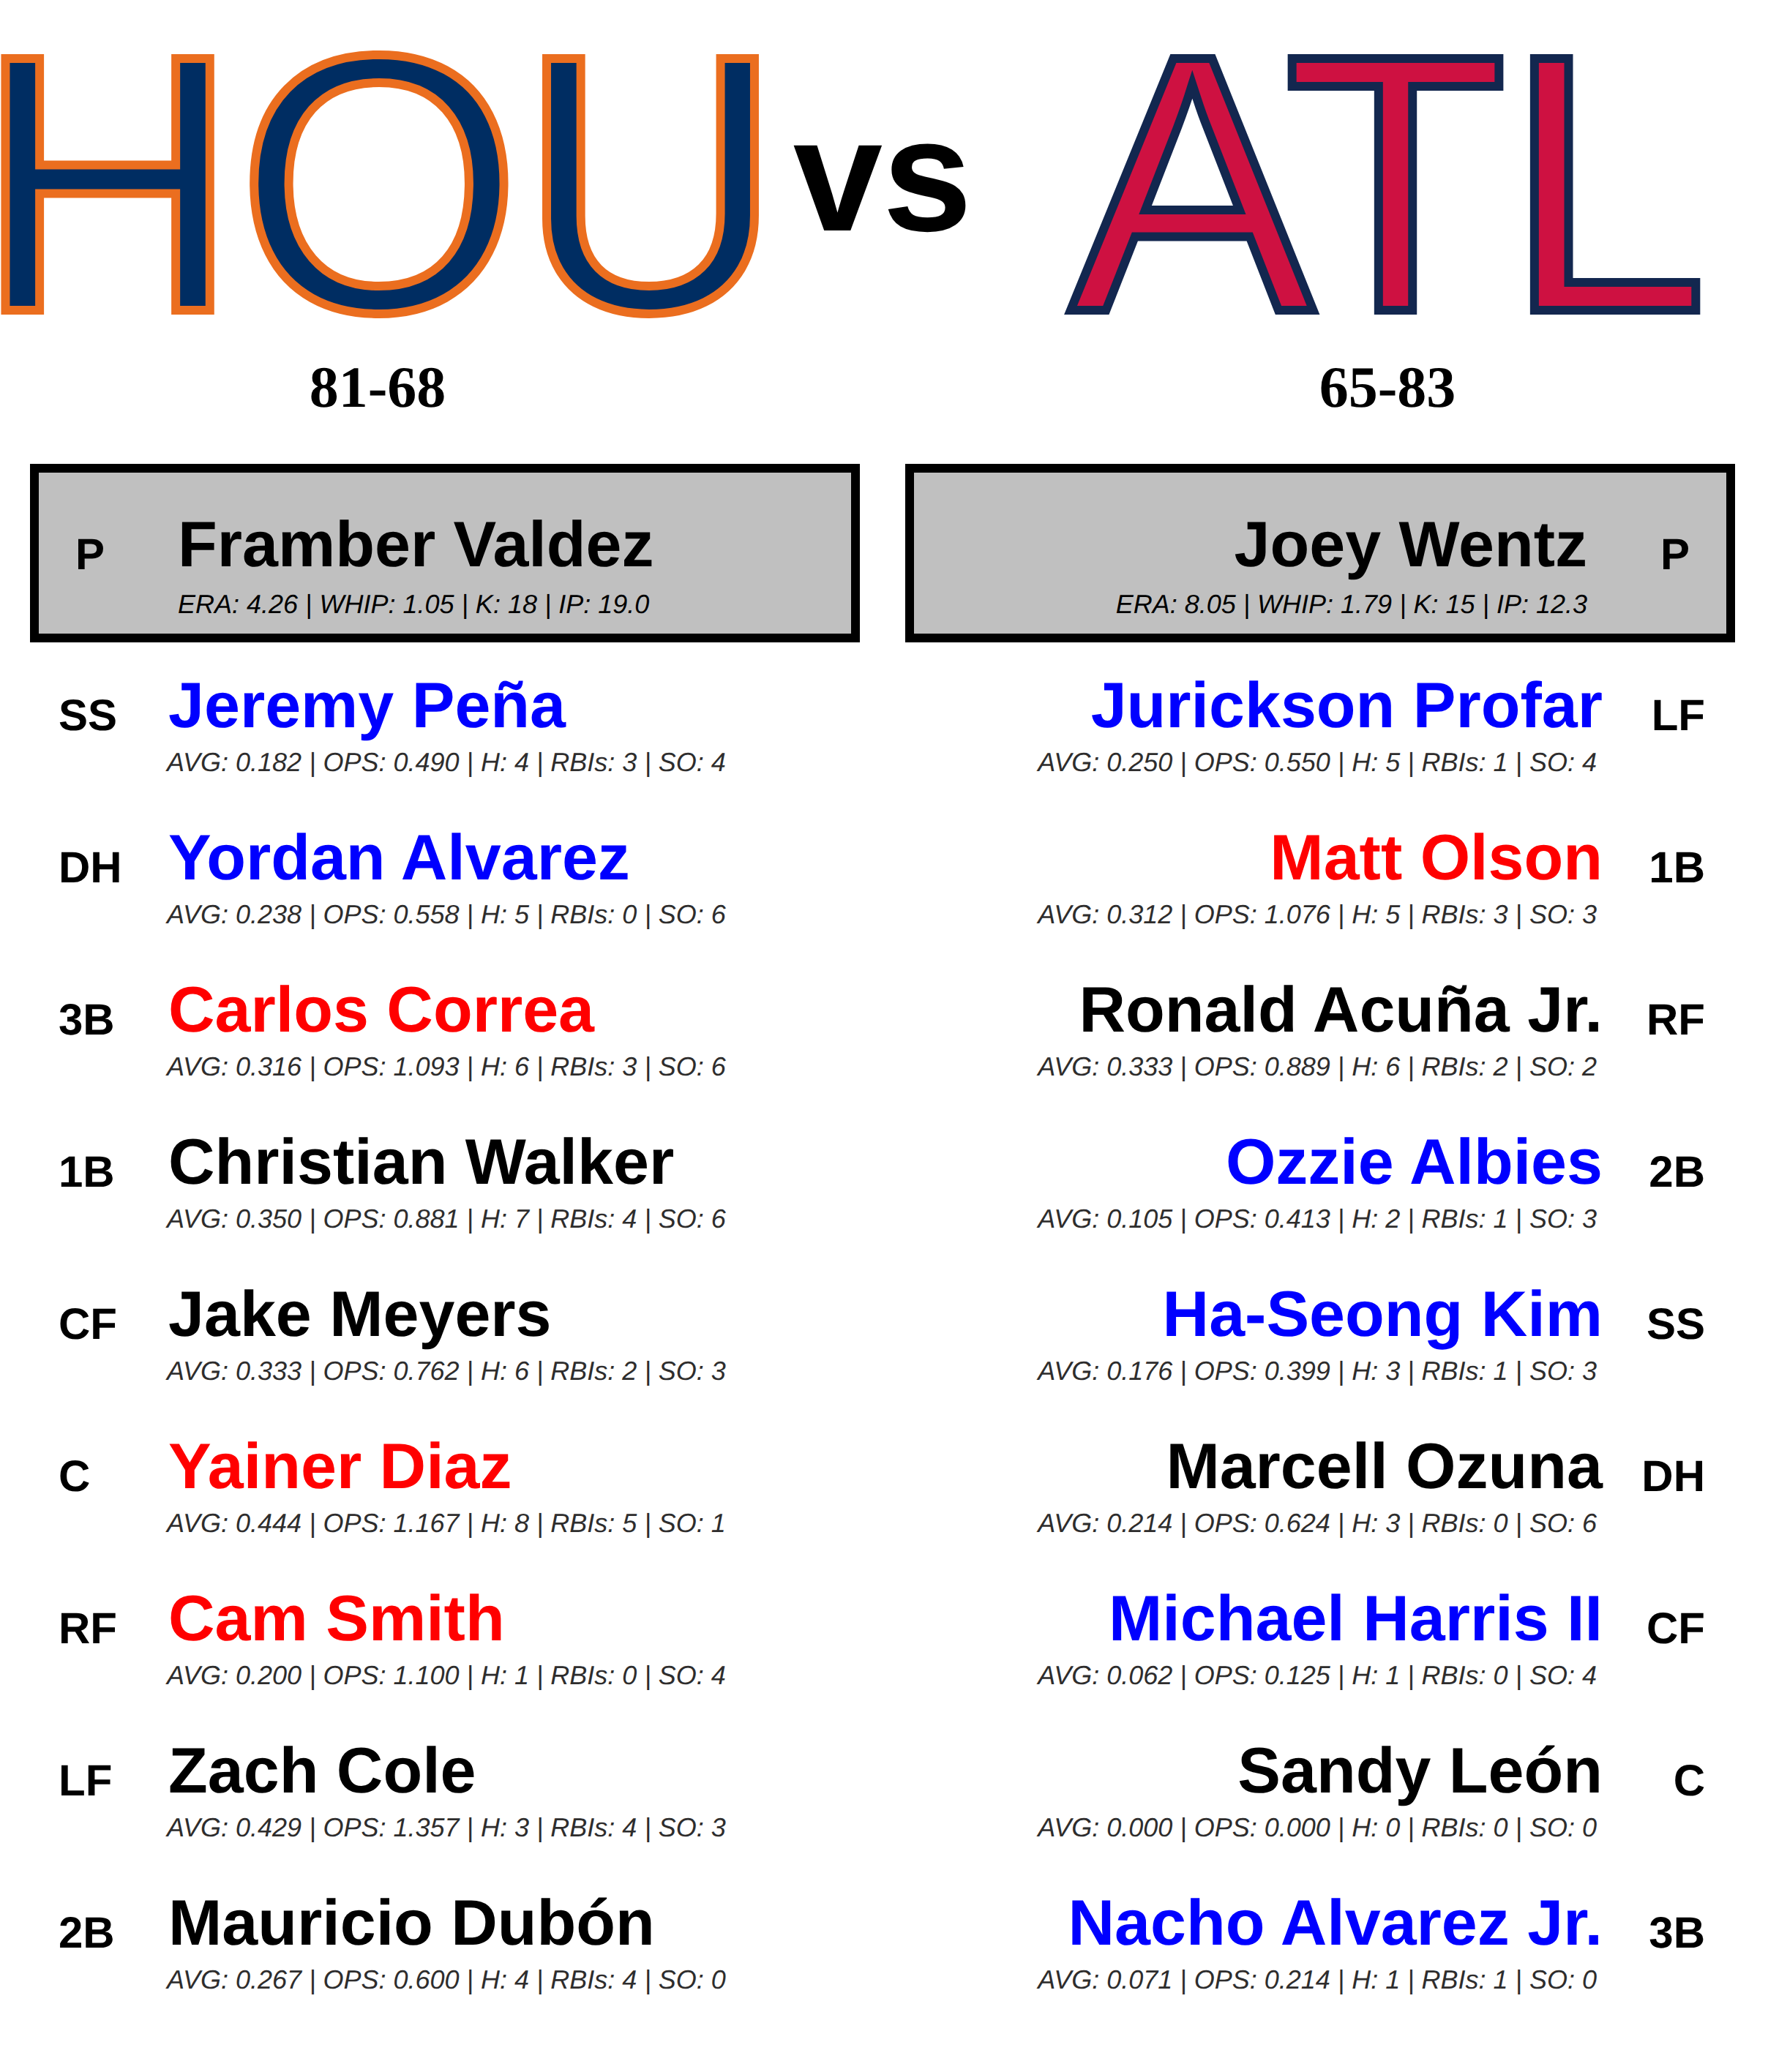 HOU vs ATL
81-68
65-83
P Framber Valdez
ERA: 4.26 | WHIP: 1.05 | K: 18 | IP: 19.0
Joey Wentz P
ERA: 8.05 | WHIP: 1.79 | K: 15 | IP: 12.3
SS Jeremy Peña
AVG: 0.182 | OPS: 0.490 | H: 4 | RBIs: 3 | SO: 4
DH Yordan Alvarez
AVG: 0.238 | OPS: 0.558 | H: 5 | RBIs: 0 | SO: 6
3B Carlos Correa
AVG: 0.316 | OPS: 1.093 | H: 6 | RBIs: 3 | SO: 6
1B Christian Walker
AVG: 0.350 | OPS: 0.881 | H: 7 | RBIs: 4 | SO: 6
CF Jake Meyers
AVG: 0.333 | OPS: 0.762 | H: 6 | RBIs: 2 | SO: 3
C Yainer Diaz
AVG: 0.444 | OPS: 1.167 | H: 8 | RBIs: 5 | SO: 1
RF Cam Smith
AVG: 0.200 | OPS: 1.100 | H: 1 | RBIs: 0 | SO: 4
LF Zach Cole
AVG: 0.429 | OPS: 1.357 | H: 3 | RBIs: 4 | SO: 3
2B Mauricio Dubón
AVG: 0.267 | OPS: 0.600 | H: 4 | RBIs: 4 | SO: 0
Jurickson Profar LF
AVG: 0.250 | OPS: 0.550 | H: 5 | RBIs: 1 | SO: 4
Matt Olson 1B
AVG: 0.312 | OPS: 1.076 | H: 5 | RBIs: 3 | SO: 3
Ronald Acuña Jr. RF
AVG: 0.333 | OPS: 0.889 | H: 6 | RBIs: 2 | SO: 2
Ozzie Albies 2B
AVG: 0.105 | OPS: 0.413 | H: 2 | RBIs: 1 | SO: 3
Ha-Seong Kim SS
AVG: 0.176 | OPS: 0.399 | H: 3 | RBIs: 1 | SO: 3
Marcell Ozuna DH
AVG: 0.214 | OPS: 0.624 | H: 3 | RBIs: 0 | SO: 6
Michael Harris II CF
AVG: 0.062 | OPS: 0.125 | H: 1 | RBIs: 0 | SO: 4
Sandy León C
AVG: 0.000 | OPS: 0.000 | H: 0 | RBIs: 0 | SO: 0
Nacho Alvarez Jr. 3B
AVG: 0.071 | OPS: 0.214 | H: 1 | RBIs: 1 | SO: 0